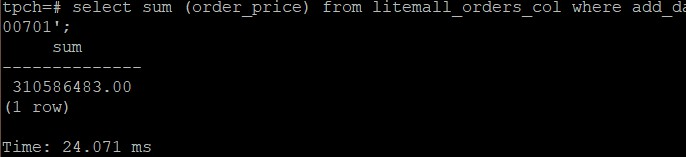 tpch=# select sum (order_price) from litemall_orders_col where add_da
00701';
sum
--------------
310586483.00
(1 row)
Time: 24.071 ms